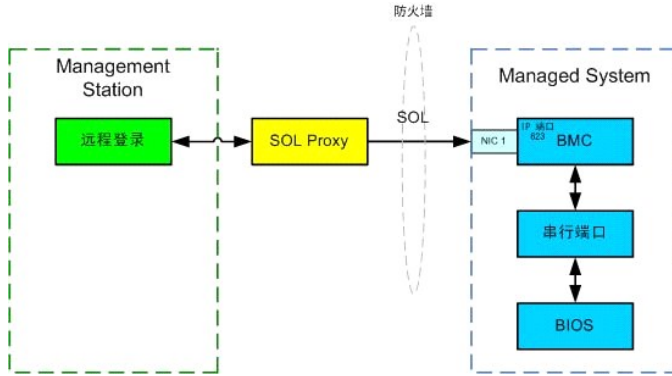 防火墙
Management
Station
Managed System
远程登录
SOL Proxy
SOL
NIC 1
IP 端口
623
BMC
串行端口
BIOS